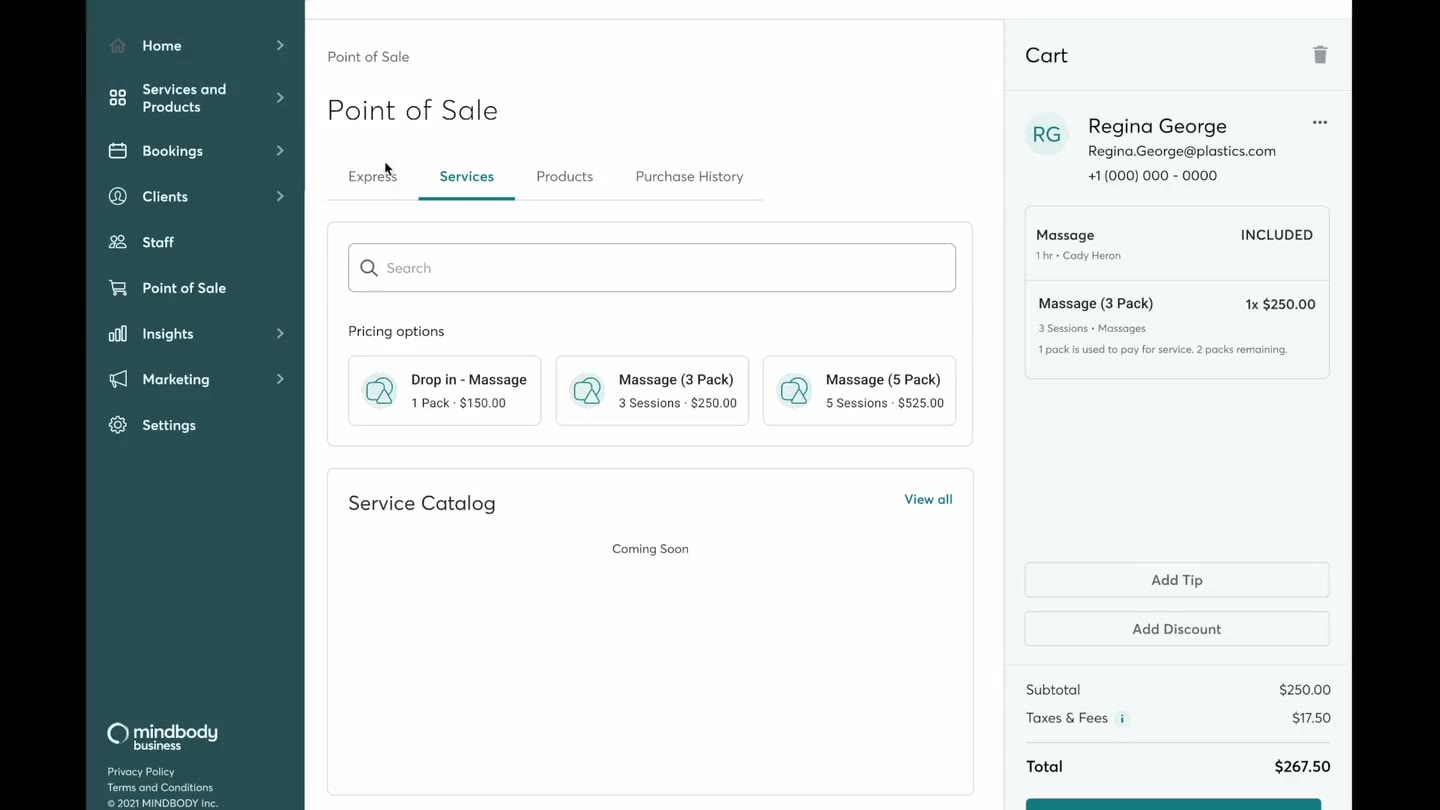 Home
Services and
Products
Bookings
Clients
Staff
Point of Sale
Insights
Marketing
Settings
mindbody
business
Privacy Policy
Terms and Conditions
© 2021 MINDBODY Inc.
Point of Sale
Point of Sale
Express
Services
Products
Purchase History
Search
Pricing options
Drop in - Massage
1 Pack · $150.00
Massage (3 Pack)
3 Sessions · $250.00
Massage (5 Pack)
5 Sessions · $525.00
Service Catalog
View all
Coming Soon
Cart
RG
Regina George
Regina.George@plastics.com
+1 (000) 000 - 0000
Massage INCLUDED
1 hr • Cady Heron
Massage (3 Pack) 1x $250.00
3 Sessions • Massages
1 pack is used to pay for service. 2 packs remaining.
Add Tip
Add Discount
Subtotal $250.00
Taxes & Fees i $17.50
Total $267.50